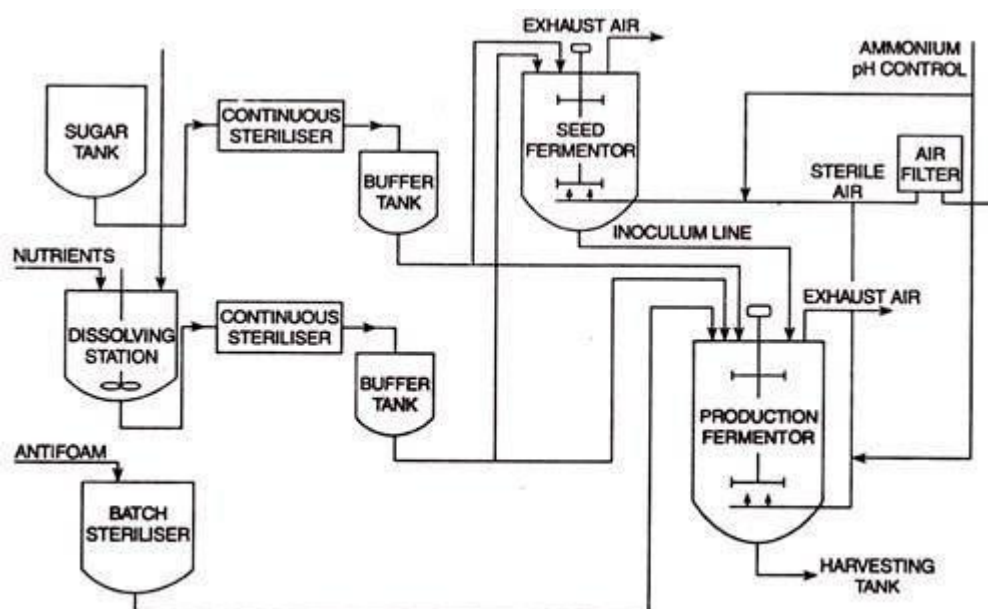 EXHAUST AIR
AMMONIUM
pH CONTROL
SUGAR
TANK
CONTINUOUS
STERILISER
BUFFER
TANK
SEED
FERMENTOR
AIR
FILTER
STERILE
AIR
INOCULUM LINE
NUTRIENTS
DISSOLVING
STATION
CONTINUOUS
STERILISER
BUFFER
TANK
EXHAUST AIR
PRODUCTION
FERMENTOR
ANTIFOAM
BATCH
STERILISER
HARVESTING
TANK